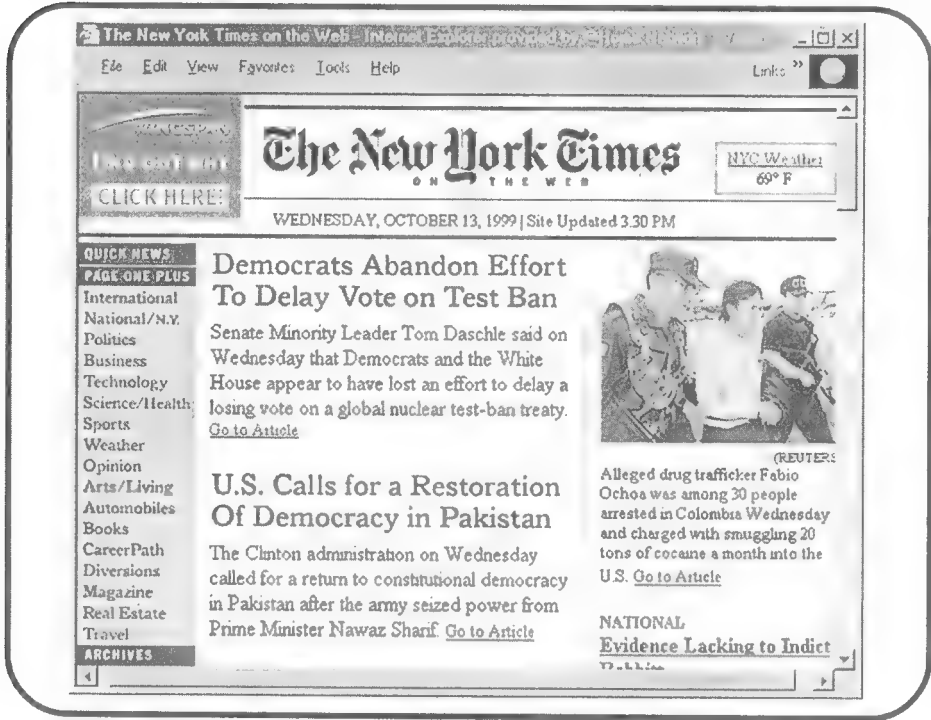 The New York Times on the Web - Internet Explorer provided by
File Edit View Favorites Tools Help
Links »
CLICK HERE!
The New York Times
ON THE WEB
NYC Weather
69° F
WEDNESDAY, OCTOBER 13, 1999 | Site Updated 3:30 PM
QUICK NEWS
PAGE ONE PLUS
International
National/N.Y.
Politics
Business
Technology
Science/Health
Sports
Weather
Opinion
Arts/Living
Automobiles
Books
CareerPath
Diversions
Magazine
Real Estate
Travel
ARCHIVES
Democrats Abandon Effort
To Delay Vote on Test Ban
Senate Minority Leader Tom Daschle said on
Wednesday that Democrats and the White
House appear to have lost an effort to delay a
losing vote on a global nuclear test-ban treaty.
Go to Article
U.S. Calls for a Restoration
Of Democracy in Pakistan
The Clinton administration on Wednesday
called for a return to constitutional democracy
in Pakistan after the army seized power from
Prime Minister Nawaz Sharif. Go to Article
(REUTERS
Alleged drug trafficker Fabio
Ochoa was among 30 people
arrested in Colombia Wednesday
and charged with smuggling 20
tons of cocaine a month into the
U.S. Go to Article
NATIONAL
Evidence Lacking to Indict